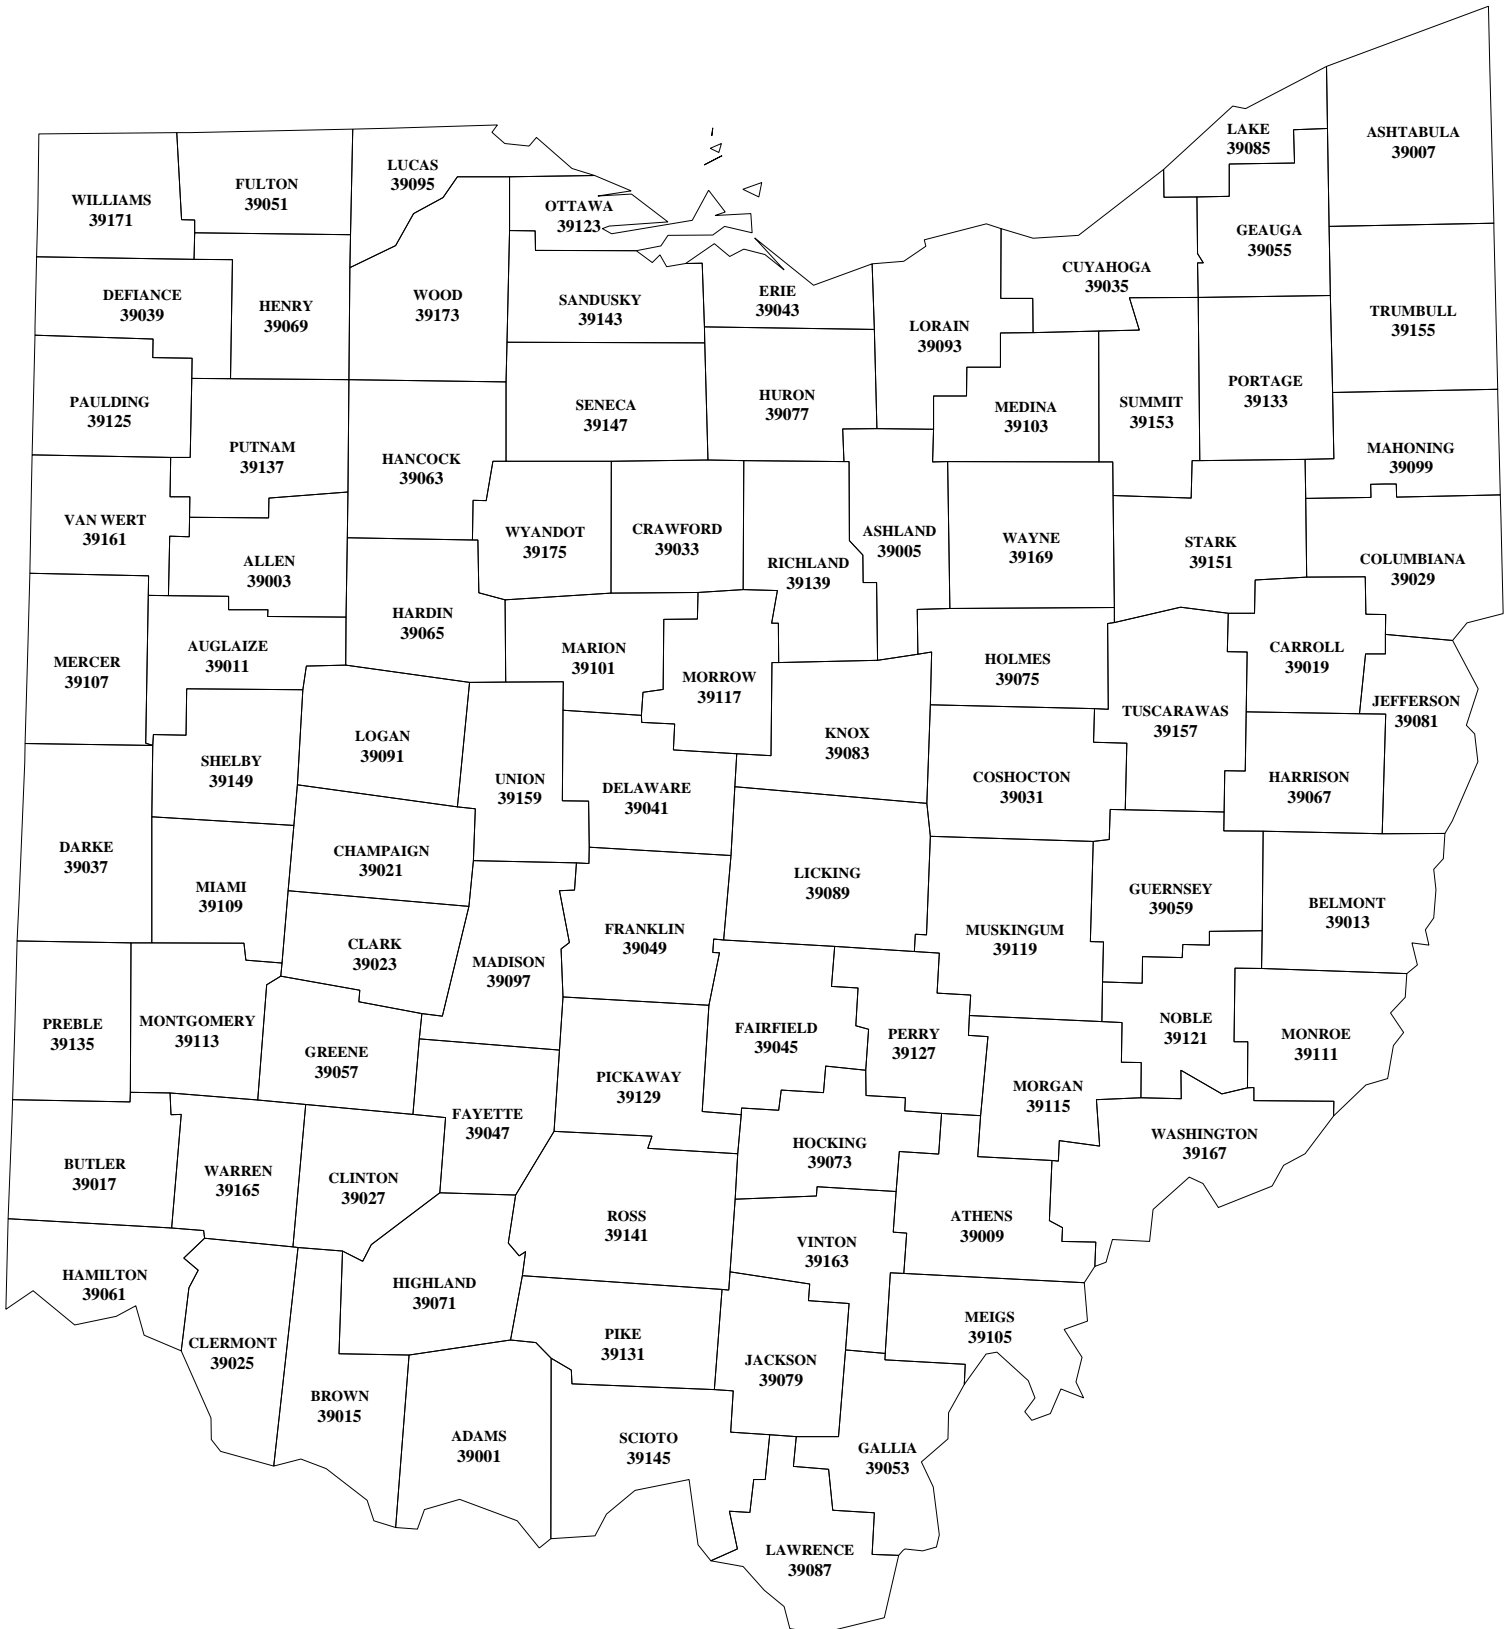 LAKE
39085
ASHTABULA
39007
LUCAS
39095
FULTON
39051
WILLIAMS
39171
OTTAWA
39123
GEAUGA
39055
CUYAHOGA
39035
DEFIANCE
39039
HENRY
39069
WOOD
39173
SANDUSKY
39143
ERIE
39043
LORAIN
39093
TRUMBULL
39155
PAULDING
39125
SENECA
39147
HURON
39077
MEDINA
39103
SUMMIT
39153
PORTAGE
39133
PUTNAM
39137
HANCOCK
39063
MAHONING
39099
VAN WERT
39161
ALLEN
39003
WYANDOT
39175
CRAWFORD
39033
RICHLAND
39139
ASHLAND
39005
WAYNE
39169
STARK
39151
COLUMBIANA
39029
MERCER
39107
AUGLAIZE
39011
HARDIN
39065
MARION
39101
MORROW
39117
HOLMES
39075
CARROLL
39019
TUSCARAWAS
39157
JEFFERSON
39081
SHELBY
39149
LOGAN
39091
UNION
39159
DELAWARE
39041
KNOX
39083
COSHOCTON
39031
HARRISON
39067
DARKE
39037
MIAMI
39109
CHAMPAIGN
39021
LICKING
39089
GUERNSEY
39059
BELMONT
39013
CLARK
39023
MADISON
39097
FRANKLIN
39049
MUSKINGUM
39119
PREBLE
39135
MONTGOMERY
39113
GREENE
39057
FAIRFIELD
39045
PERRY
39127
NOBLE
39121
MONROE
39111
PICKAWAY
39129
MORGAN
39115
FAYETTE
39047
HOCKING
39073
WASHINGTON
39167
BUTLER
39017
WARREN
39165
CLINTON
39027
ROSS
39141
ATHENS
39009
VINTON
39163
HAMILTON
39061
HIGHLAND
39071
CLERMONT
39025
PIKE
39131
JACKSON
39079
MEIGS
39105
BROWN
39015
ADAMS
39001
SCIOTO
39145
GALLIA
39053
LAWRENCE
39087